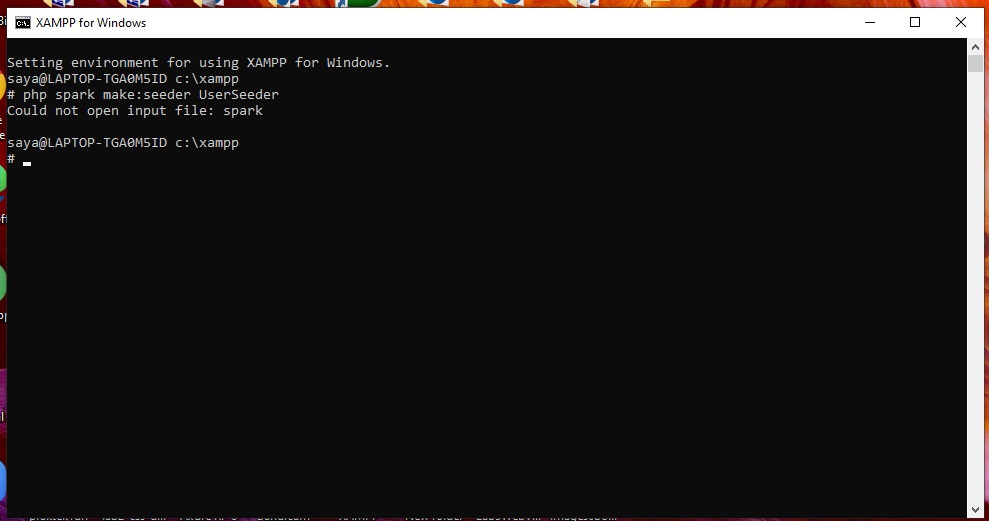 XAMPP for Windows
Setting environment for using XAMPP for Windows.
saya@LAPTOP-TGA0M5ID c:\xampp
# php spark make:seeder UserSeeder
Could not open input file: spark
saya@LAPTOP-TGA0M5ID c:\xampp
#